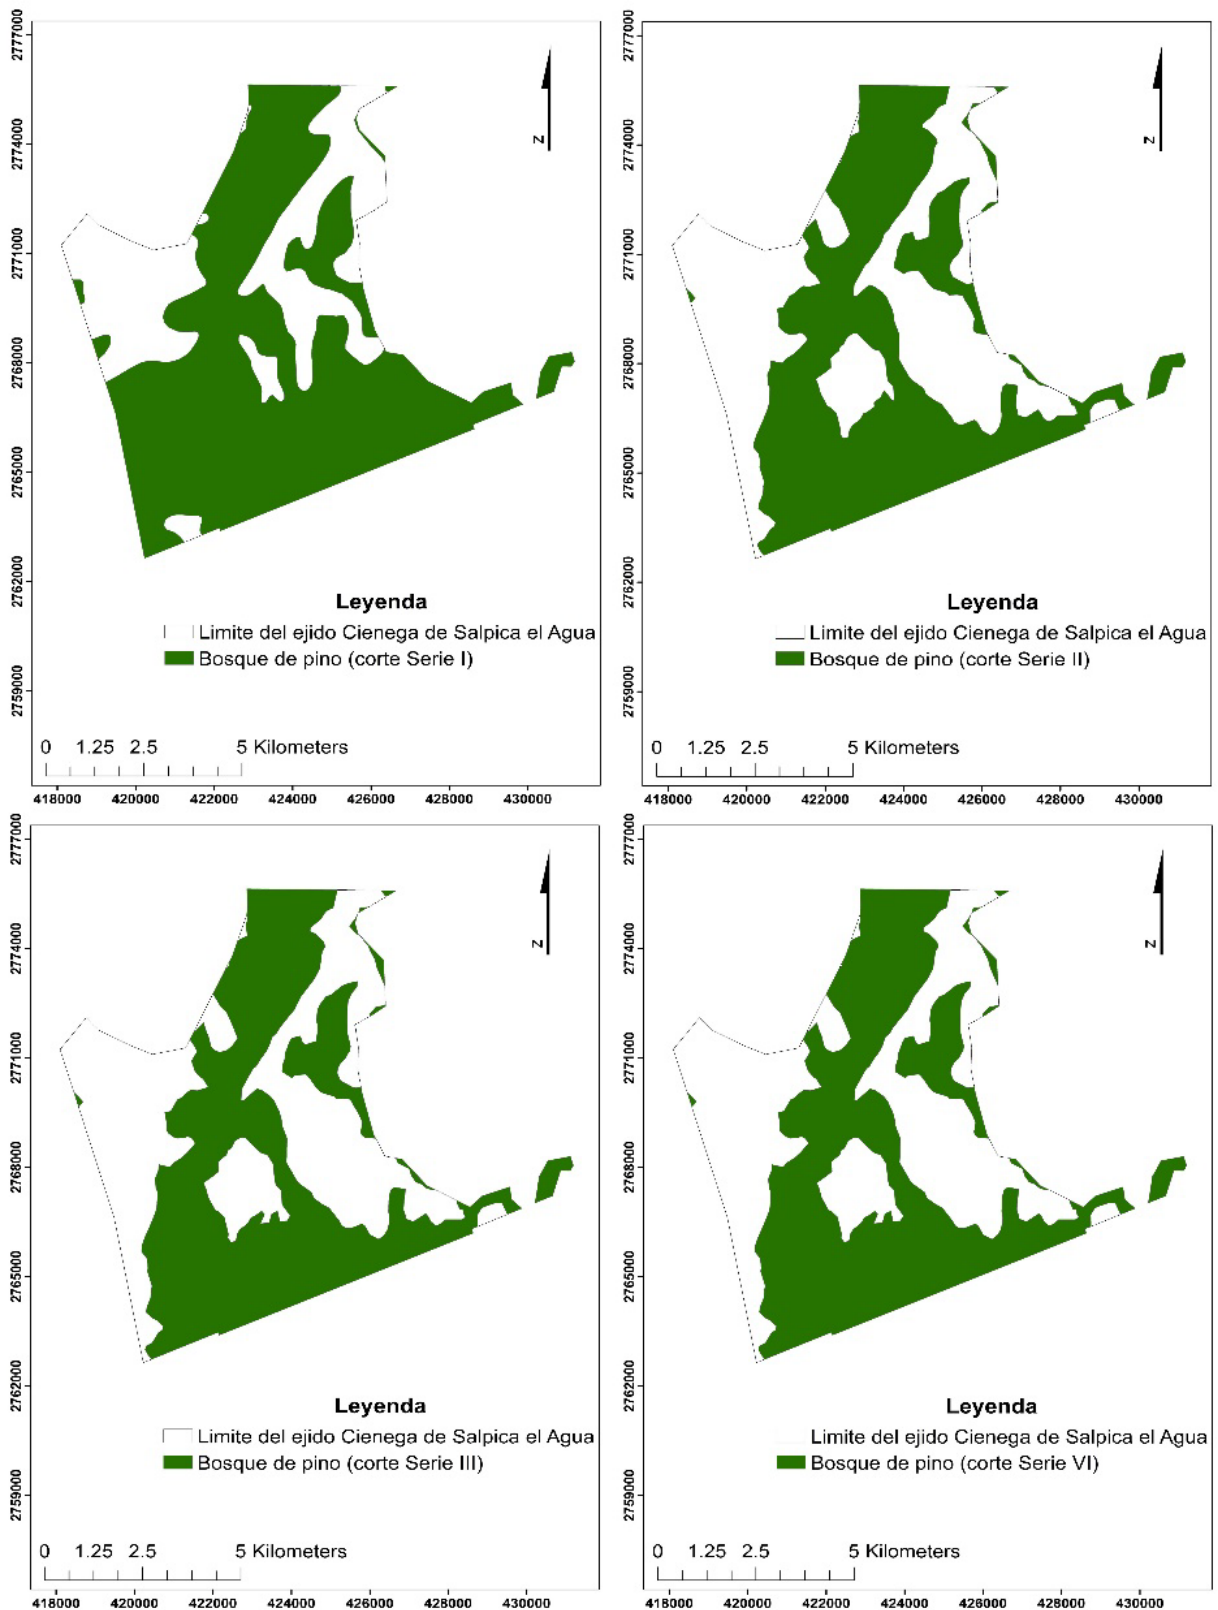 2777000
2774000
2771000
2768000
2765000
2762000
2759000
N
Leyenda
Limite del ejido Cienega de Salpica el Agua
Bosque de pino (corte Serie I)
0 1.25 2.5 5 Kilometers
418000 420000 422000 424000 426000 428000 430000
2777000
2774000
2771000
2768000
2765000
2762000
2759000
N
Leyenda
Limite del ejido Cienega de Salpica el Agua
Bosque de pino (corte Serie II)
0 1.25 2.5 5 Kilometers
418000 420000 422000 424000 426000 428000 430000
2777000
2774000
2771000
2768000
2765000
2762000
2759000
N
Leyenda
Limite del ejido Cienega de Salpica el Agua
Bosque de pino (corte Serie III)
0 1.25 2.5 5 Kilometers
418000 420000 422000 424000 426000 428000 430000
2777000
2774000
2771000
2768000
2765000
2762000
2759000
N
Leyenda
Limite del ejido Cienega de Salpica el Agua
Bosque de pino (corte Serie VI)
0 1.25 2.5 5 Kilometers
418000 420000 422000 424000 426000 428000 430000